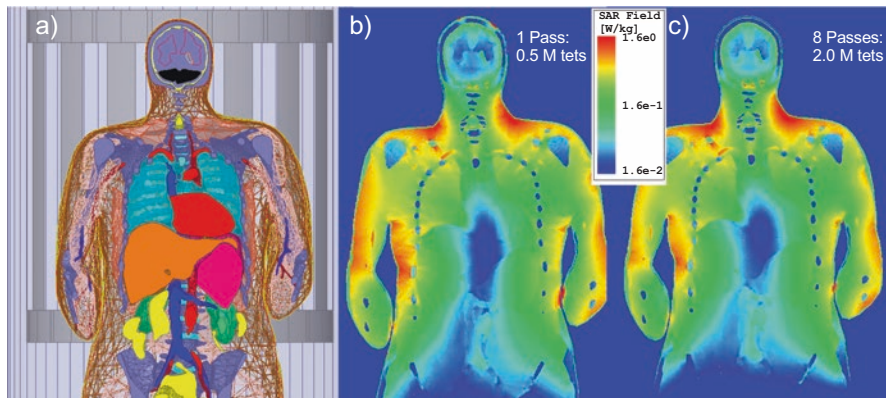 a)
b)
1 Pass:
0.5 M tets
SAR Field
[W/kg]
1.6e0
1.6e-1
1.6e-2
c)
8 Passes:
2.0 M tets